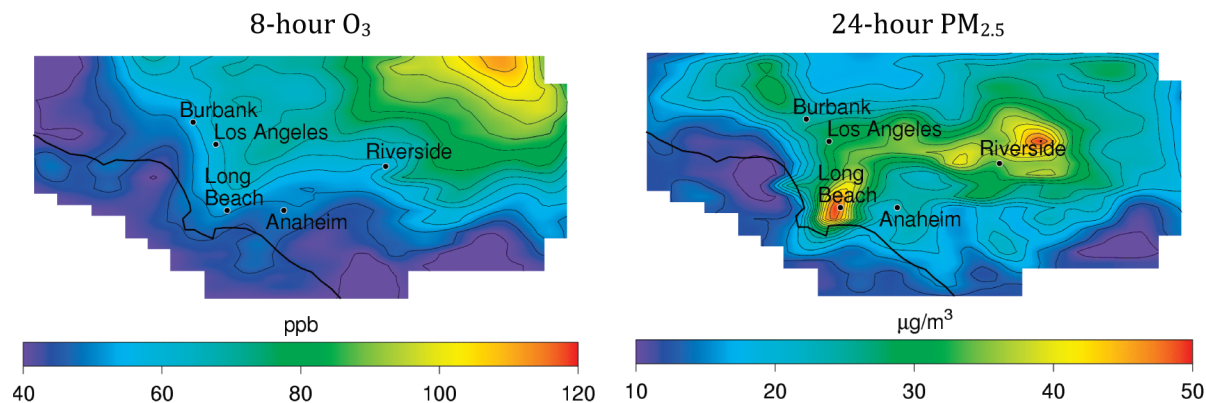 8-hour O₃
Burbank
Los Angeles
Riverside
Long
Beach
Anaheim
ppb
40 60 80 100 120
24-hour PM₂.₅
Burbank
Los Angeles
Riverside
Long
Beach
Anaheim
μg/m³
10 20 30 40 50